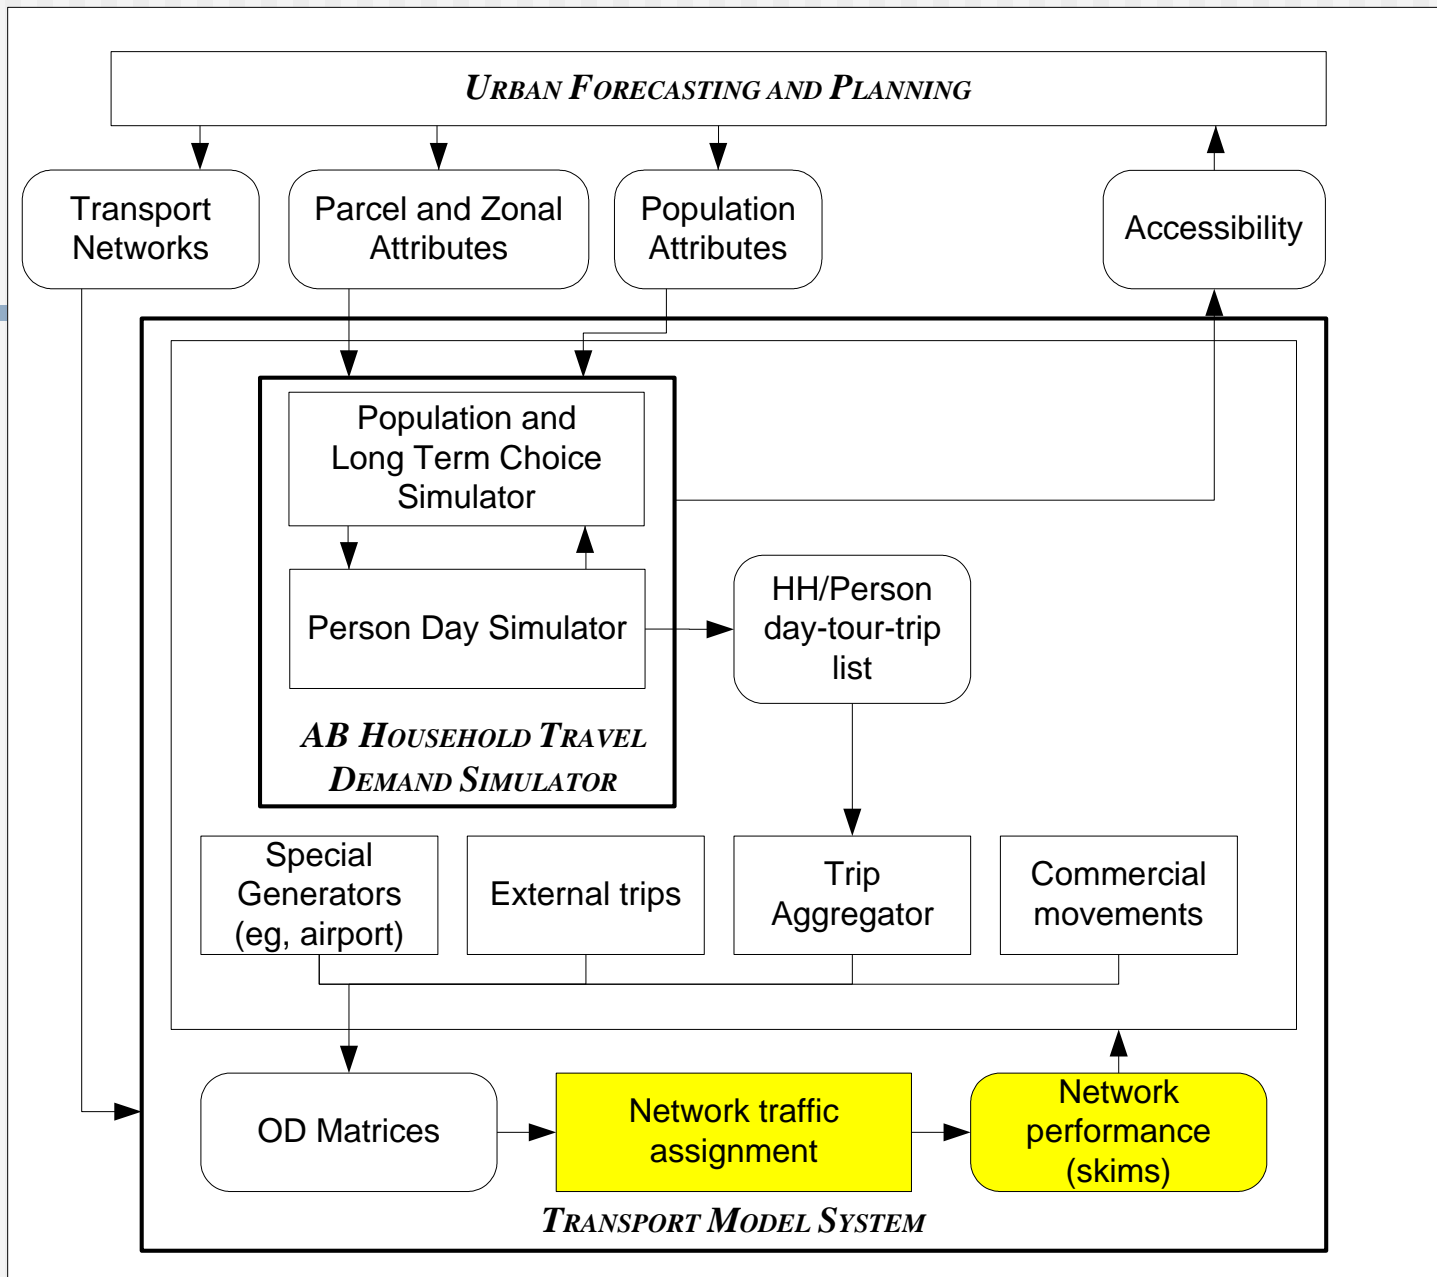 URBAN FORECASTING AND PLANNING
Transport
Networks
Parcel and Zonal
Attributes
Population
Attributes
Accessibility
Population and
Long Term Choice
Simulator
Person Day Simulator
HH/Person
day-tour-trip
list
AB HOUSEHOLD TRAVEL
DEMAND SIMULATOR
Special
Generators
(eg, airport)
External trips
Trip
Aggregator
Commercial
movements
OD Matrices
Network traffic
assignment
Network
performance
(skims)
TRANSPORT MODEL SYSTEM